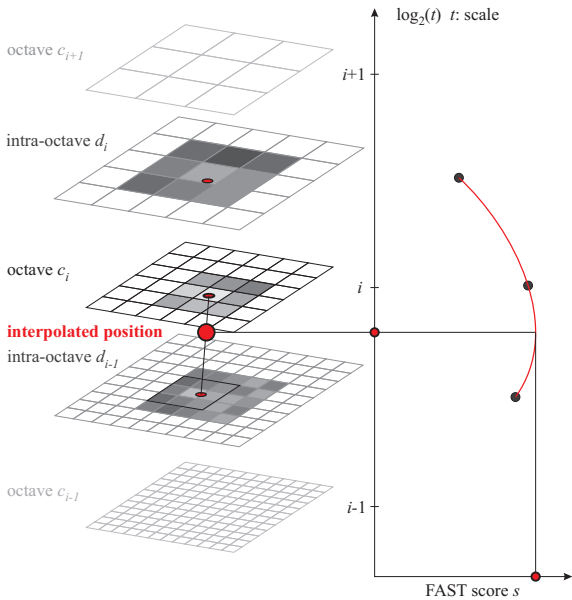 log₂(t) t: scale
octave cᵢ₊₁
i+1
intra-octave dᵢ
octave cᵢ
i
interpolated position
intra-octave dᵢ₋₁
octave cᵢ₋₁
i-1
FAST score s